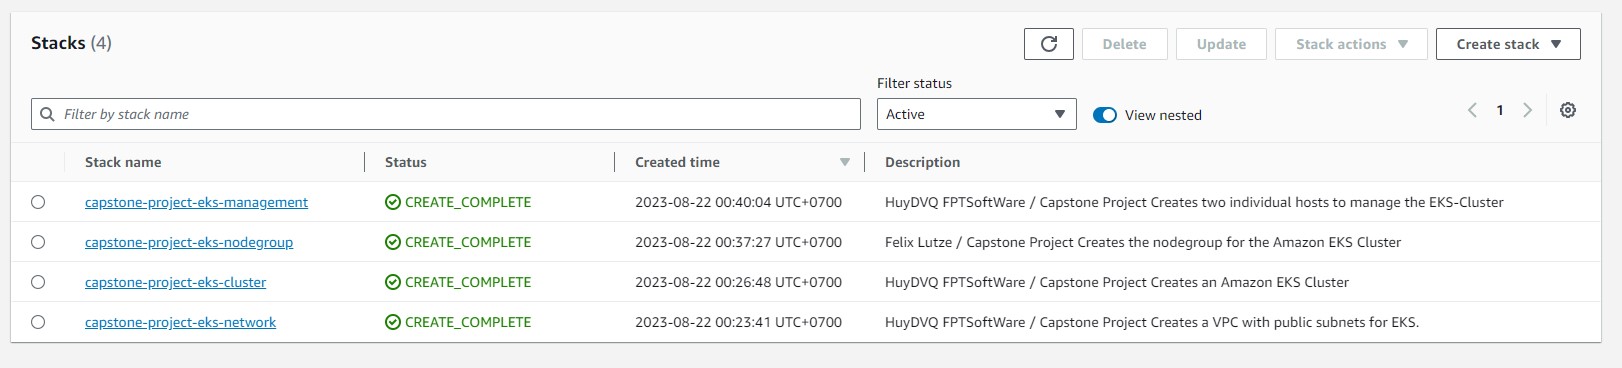 Stacks (4)
Delete
Update
Stack actions
Create stack
Filter status
Filter by stack name
Active
View nested
1
Stack name Status Created time Description
capstone-project-eks-management CREATE_COMPLETE 2023-08-22 00:40:04 UTC+0700 HuyDVQ FPTSoftWare / Capstone Project Creates two individual hosts to manage the EKS-Cluster
capstone-project-eks-nodegroup CREATE_COMPLETE 2023-08-22 00:37:27 UTC+0700 Felix Lutze / Capstone Project Creates the nodegroup for the Amazon EKS Cluster
capstone-project-eks-cluster CREATE_COMPLETE 2023-08-22 00:26:48 UTC+0700 HuyDVQ FPTSoftWare / Capstone Project Creates an Amazon EKS Cluster
capstone-project-eks-network CREATE_COMPLETE 2023-08-22 00:23:41 UTC+0700 HuyDVQ FPTSoftWare / Capstone Project Creates a VPC with public subnets for EKS.